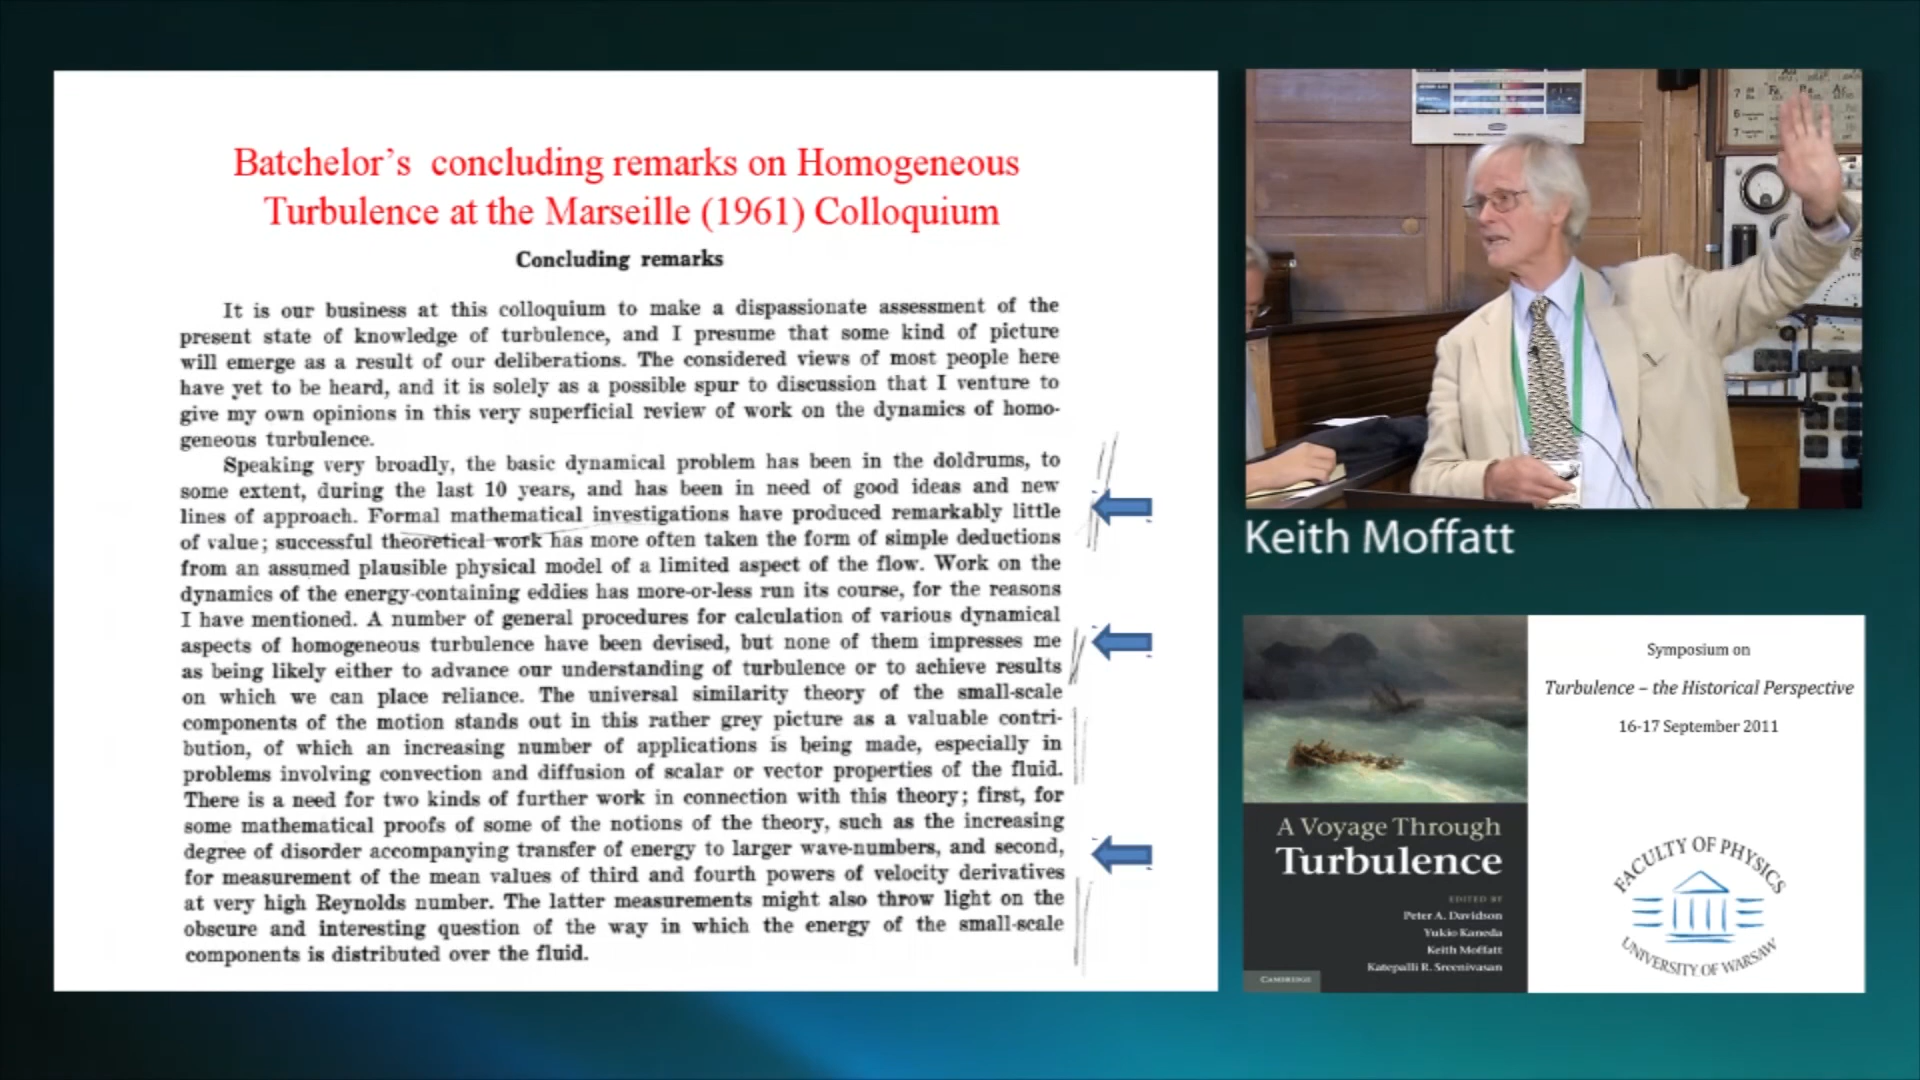 Batchelor’s concluding remarks on Homogeneous
Turbulence at the Marseille (1961) Colloquium
Concluding remarks
It is our business at this colloquium to make a dispassionate assessment of the
present state of knowledge of turbulence, and I presume that some kind of picture
will emerge as a result of our deliberations. The considered views of most people here
have yet to be heard, and it is solely as a possible spur to discussion that I venture to
give my own opinions in this very superficial review of work on the dynamics of homo-
geneous turbulence.
Speaking very broadly, the basic dynamical problem has been in the doldrums, to
some extent, during the last 10 years, and has been in need of good ideas and new
lines of approach. Formal mathematical investigations have produced remarkably little
of value; successful theoretical work has more often taken the form of simple deductions
from an assumed plausible physical model of a limited aspect of the flow. Work on the
dynamics of the energy-containing eddies has more-or-less run its course, for the reasons
I have mentioned. A number of general procedures for calculation of various dynamical
aspects of homogeneous turbulence have been devised, but none of them impresses me
as being likely either to advance our understanding of turbulence or to achieve results
on which we can place reliance. The universal similarity theory of the small-scale
components of the motion stands out in this rather grey picture as a valuable contri-
bution, of which an increasing number of applications is being made, especially in
problems involving convection and diffusion of scalar or vector properties of the fluid.
There is a need for two kinds of further work in connection with this theory; first, for
some mathematical proofs of some of the notions of the theory, such as the increasing
degree of disorder accompanying transfer of energy to larger wave-numbers, and second,
for measurement of the mean values of third and fourth powers of velocity derivatives
at very high Reynolds number. The latter measurements might also throw light on the
obscure and interesting question of the way in which the energy of the small-scale
components is distributed over the fluid.
Keith Moffatt
A Voyage Through
Turbulence
EDITED BY
Peter A. Davidson
Yukio Kaneda
Keith Moffatt
Katepalli R. Sreenivasan
CAMBRIDGE
Symposium on
Turbulence – the Historical Perspective
16-17 September 2011
FACULTY OF PHYSICS
UNIVERSITY OF WARSAW